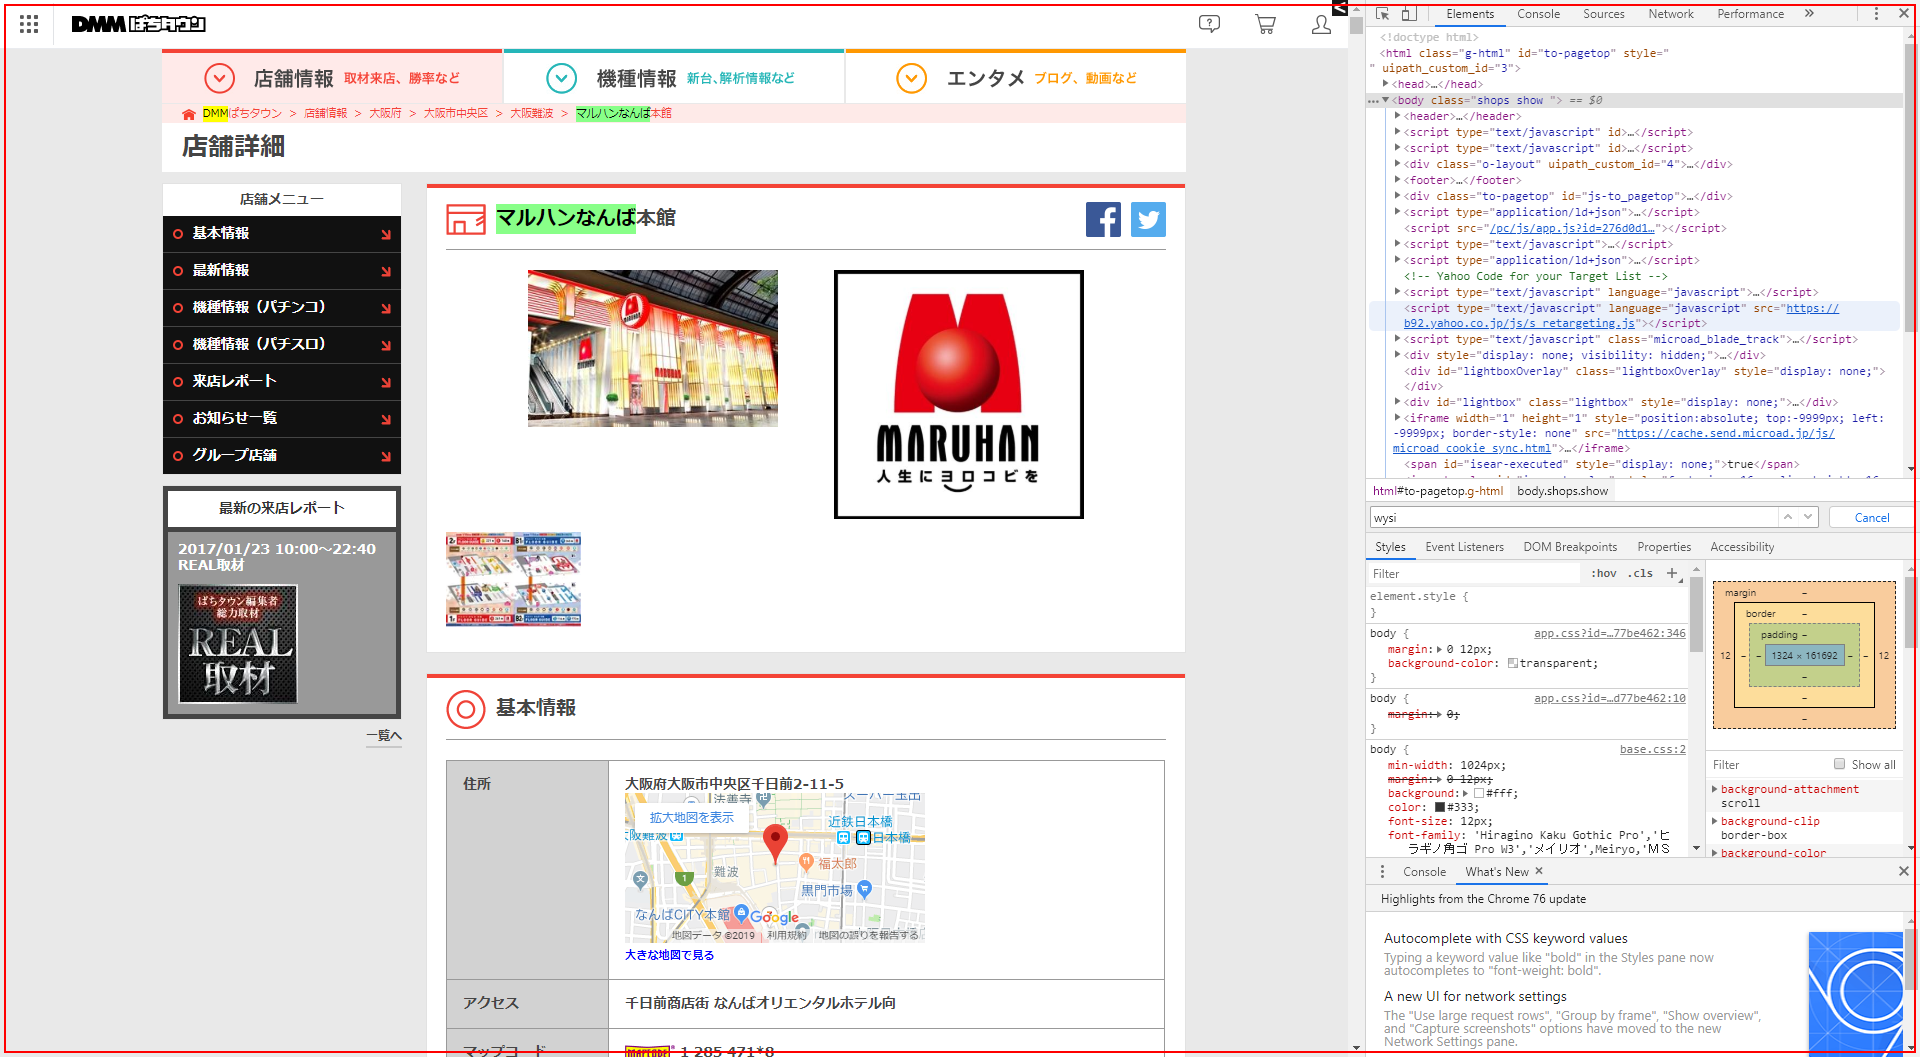 DMMぱちタウン
店舗情報 取材来店、勝率など
機種情報 新台、解析情報など
エンタメ ブログ、動画など
DMMぱちタウン > 店舗情報 > 大阪府 > 大阪市中央区 > 大阪難波 > マルハンなんば本館
店舗詳細
店舗メニュー
基本情報
最新情報
機種情報（パチンコ）
機種情報（パチスロ）
来店レポート
お知らせ一覧
グループ店舗
最新の来店レポート
2017/01/23 10:00～22:40
REAL取材
ぱちタウン編集者
総力取材
REAL
取材
一覧へ
マルハンなんば本館
MARUHAN
人生にヨロコビを
基本情報
住所
大阪府大阪市中央区千日前2-11-5
法善寺
拡大地図を表示
近鉄日本橋
大阪難波
日本橋
福太郎
難波
1
黒門市場
なんばCITY本館
Google
地図データ ©2019 利用規約 地図の誤りを報告する
大きな地図で見る
アクセス
千日前商店街 なんばオリエンタルホテル向
マップコード
MAPCODE 1 285 471*8
Elements Console Sources Network Performance »
<!doctype html>
<html class="g-html" id="to-pagetop" style="
" uipath_custom_id="3">
<head>…</head>
<body class="shops show "> == $0
<header>…</header>
<script type="text/javascript" id>…</script>
<script type="text/javascript" id>…</script>
<div class="o-layout" uipath_custom_id="4">…</div>
<footer>…</footer>
<div class="to-pagetop" id="js-to_pagetop">…</div>
<script type="application/ld+json">…</script>
<script src="/pc/js/app.js?id=276d0d1…"></script>
<script type="text/javascript">…</script>
<script type="application/ld+json">…</script>
<!-- Yahoo Code for your Target List -->
<script type="text/javascript" language="javascript">…</script>
<script type="text/javascript" language="javascript" src="https://
b92.yahoo.co.jp/js/s_retargeting.js"></script>
<script type="text/javascript" class="microad_blade_track">…</script>
<div style="display: none; visibility: hidden;">…</div>
<div id="lightboxOverlay" class="lightboxOverlay" style="display: none;">
</div>
<div id="lightbox" class="lightbox" style="display: none;">…</div>
<iframe width="1" height="1" style="position:absolute; top:-9999px; left:
-9999px; border-style: none" src="https://cache.send.microad.jp/js/
microad_cookie_sync.html">…</iframe>
<span id="isear-executed" style="display: none;">true</span>
html#to-pagetop.g-html body.shops.show
wysi Cancel
Styles Event Listeners DOM Breakpoints Properties Accessibility
Filter :hov .cls +
element.style {
}
body { app.css?id=…77be462:346
margin: 0 12px;
background-color: transparent;
}
body { app.css?id=…d77be462:10
margin: 0;
}
body { base.css:2
min-width: 1024px;
margin: 0 12px;
background: #fff;
color: #333;
font-size: 12px;
font-family: 'Hiragino Kaku Gothic Pro','ヒ
ラギノ角ゴ Pro W3','メイリオ',Meiryo,'ＭＳ
margin –
border –
padding –
12 – – 1324 × 161692 – – 12
–
–
–
Filter Show all
background-attachment
scroll
background-clip
border-box
background-color
Console What's New ×
Highlights from the Chrome 76 update
Autocomplete with CSS keyword values
Typing a keyword value like "bold" in the Styles pane now
autocompletes to "font-weight: bold".
A new UI for network settings
The "Use large request rows", "Group by frame", "Show overview",
and "Capture screenshots" options have moved to the new
Network Settings pane.